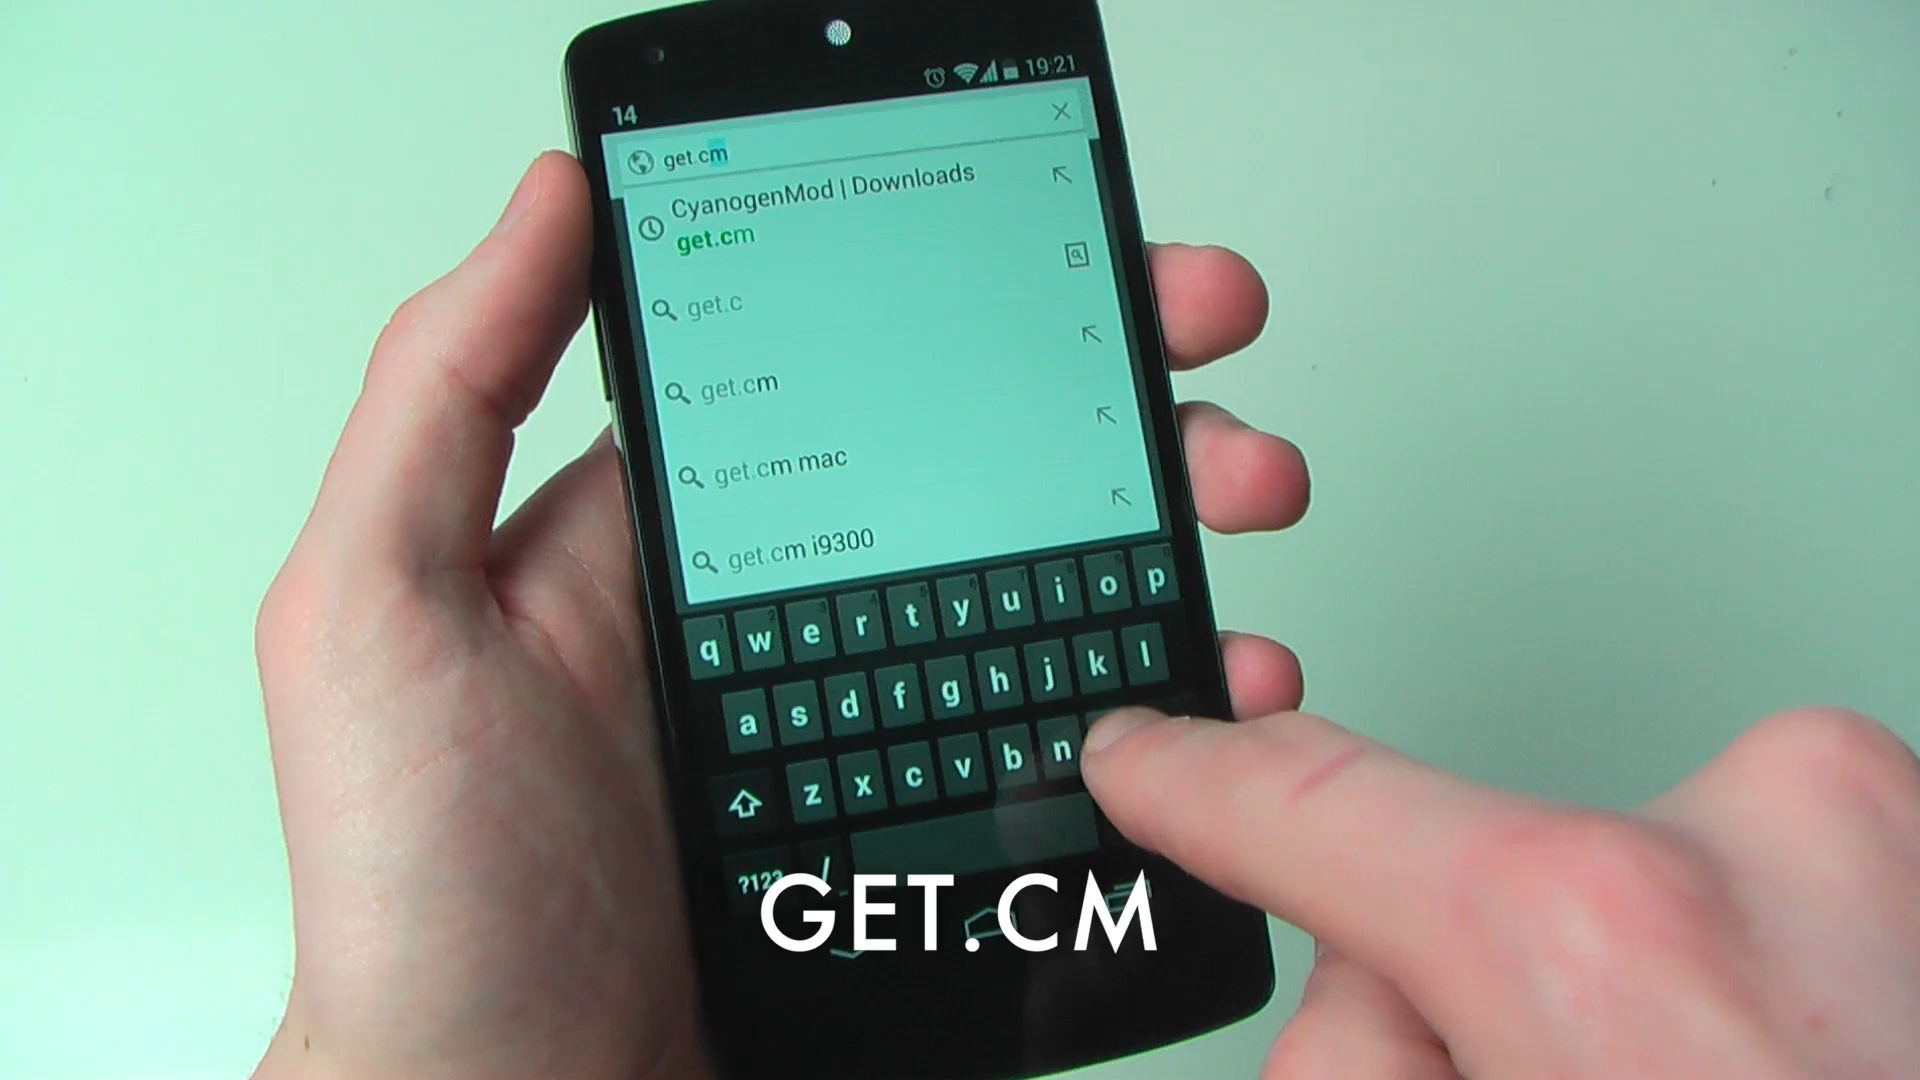 19:21
14
get.cm
CyanogenMod | Downloads
get.cm
get.c
get.cm
get.cm mac
get.cm i9300
q w e r t y u i o p
a s d f g h j k l
z x c v b n
?123 /
GET.CM